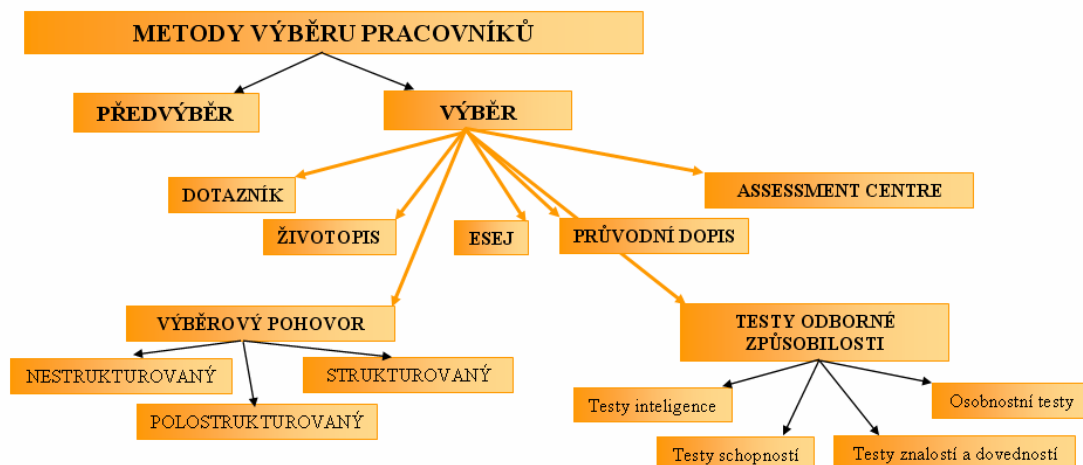 METODY VÝBĚRU PRACOVNÍKŮ
PŘEDVÝBĚR
VÝBĚR
DOTAZNÍK
ASSESSMENT CENTRE
ŽIVOTOPIS
ESEJ
PRŮVODNÍ DOPIS
VÝBĚROVÝ POHOVOR
TESTY ODBORNÉ
ZPŮSOBILOSTI
NESTRUKTUROVANÝ
STRUKTUROVANÝ
POLOSTRUKTUROVANÝ
Testy inteligence
Osobnostní testy
Testy schopností
Testy znalostí a dovedností